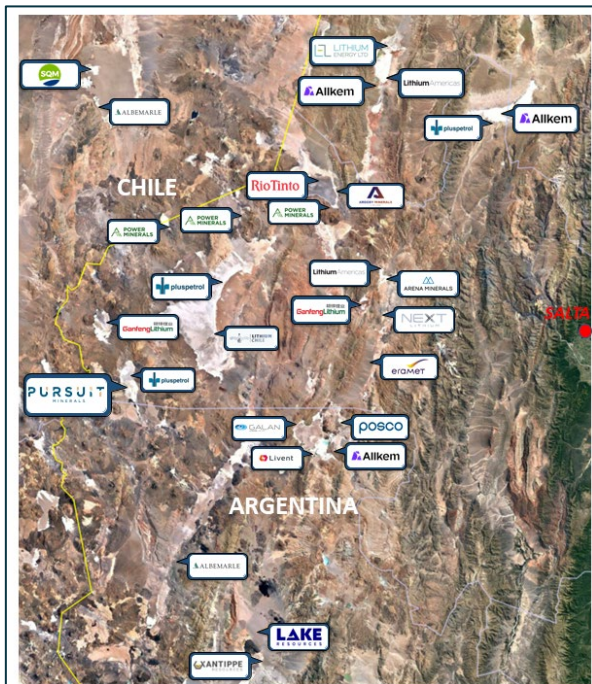 LITHIUM
ENERGY LTD
SQM
Allkem
Lithium Americas
ALBEMARLE
pluspetrol
Allkem
CHILE
RioTinto
ARGENT MINERALS
POWER
MINERALS
POWER
MINERALS
POWER
MINERALS
pluspetrol
Lithium Americas
ARENA MINERALS
GanfengLithium
NEXT
LITHIUM
SALTA
GanfengLithium
LITHIUM
CHILE
eramet
PURSUIT
MINERALS
pluspetrol
GALAN
posco
Livent
Allkem
ARGENTINA
ALBEMARLE
LAKE
RESOURCES
XANTIPPE
RESOURCES